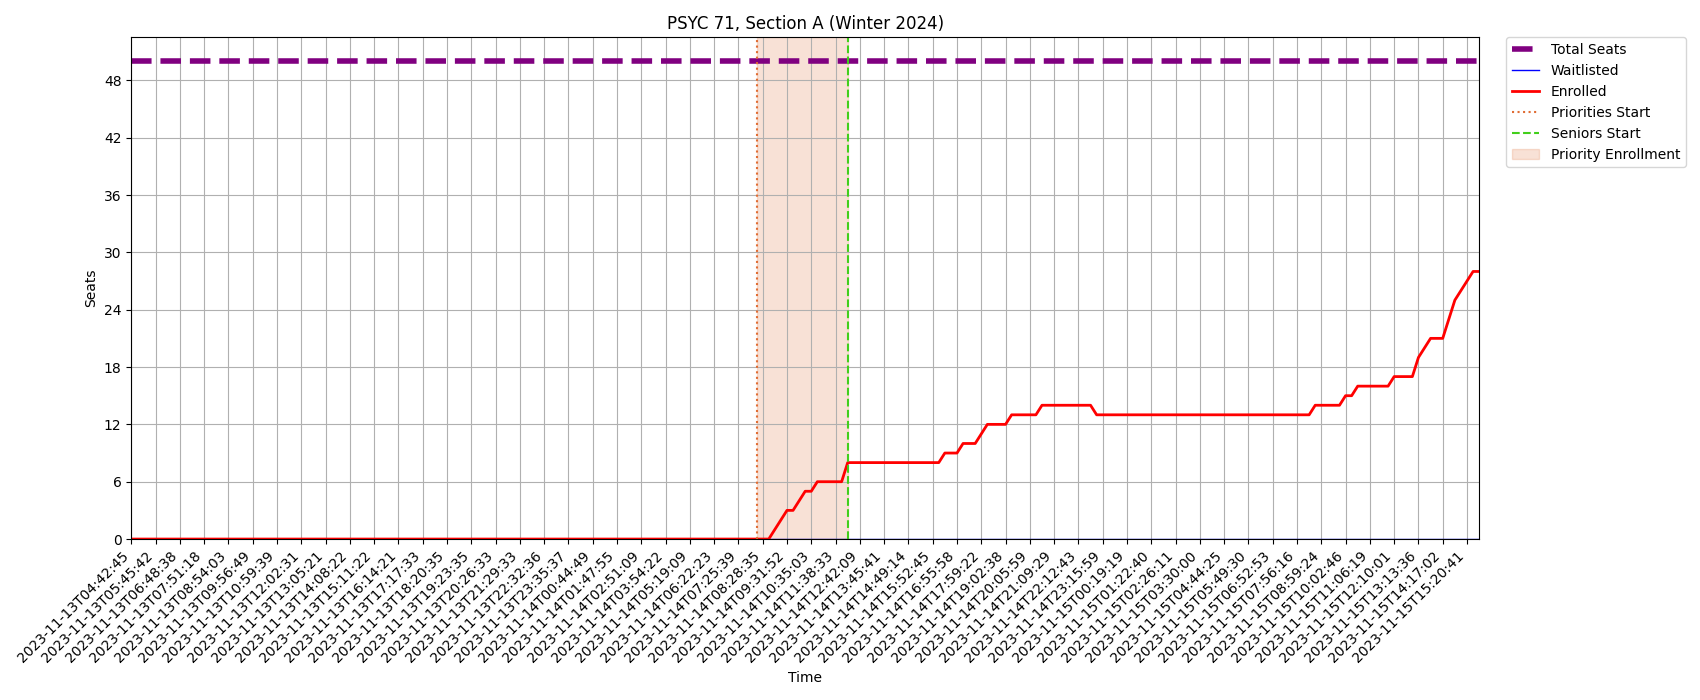 PSYC 71, Section A (Winter 2024)
Total Seats
Waitlisted
Enrolled
Priorities Start
Seniors Start
Priority Enrollment
Seats
48
42
36
30
24
18
12
6
0
2023-11-13T04:42:45
2023-11-13T05:45:42
2023-11-13T06:48:38
2023-11-13T07:51:18
2023-11-13T08:54:03
2023-11-13T09:56:49
2023-11-13T10:59:39
2023-11-13T12:02:31
2023-11-13T13:05:21
2023-11-13T14:08:22
2023-11-13T15:11:22
2023-11-13T16:14:21
2023-11-13T17:17:33
2023-11-13T18:20:35
2023-11-13T19:23:35
2023-11-13T20:26:33
2023-11-13T21:29:33
2023-11-13T22:32:36
2023-11-13T23:35:37
2023-11-14T00:44:49
2023-11-14T01:47:55
2023-11-14T02:51:09
2023-11-14T03:54:22
2023-11-14T05:19:09
2023-11-14T06:22:23
2023-11-14T07:25:39
2023-11-14T08:28:35
2023-11-14T09:31:52
2023-11-14T10:35:03
2023-11-14T11:38:33
2023-11-14T12:42:09
2023-11-14T13:45:41
2023-11-14T14:49:14
2023-11-14T15:52:45
2023-11-14T16:55:58
2023-11-14T17:59:22
2023-11-14T19:02:38
2023-11-14T20:05:59
2023-11-14T21:09:29
2023-11-14T22:12:43
2023-11-14T23:15:59
2023-11-15T00:19:19
2023-11-15T01:22:40
2023-11-15T02:26:11
2023-11-15T03:30:00
2023-11-15T04:44:25
2023-11-15T05:49:30
2023-11-15T06:52:53
2023-11-15T07:56:16
2023-11-15T08:59:24
2023-11-15T10:02:46
2023-11-15T11:06:19
2023-11-15T12:10:01
2023-11-15T13:13:36
2023-11-15T14:17:02
2023-11-15T15:20:41
Time